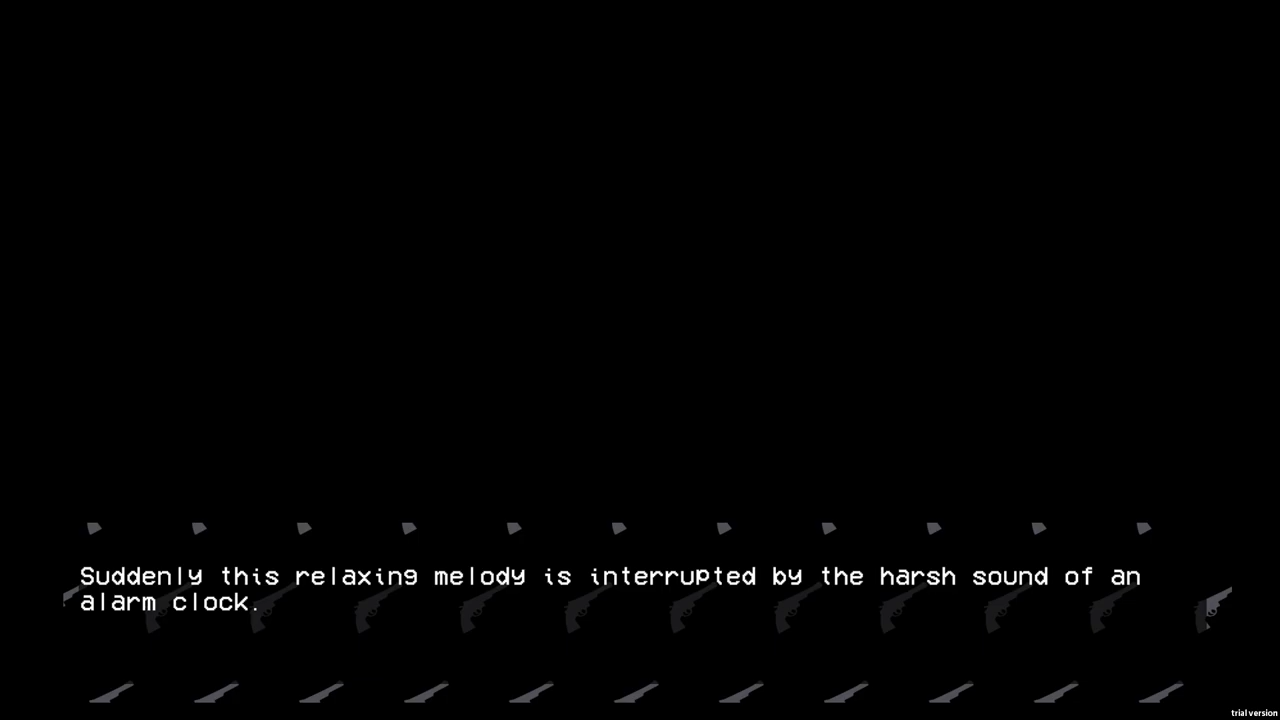 Suddenly this relaxing melody is interrupted by the harsh sound of an
alarm clock.
trial version